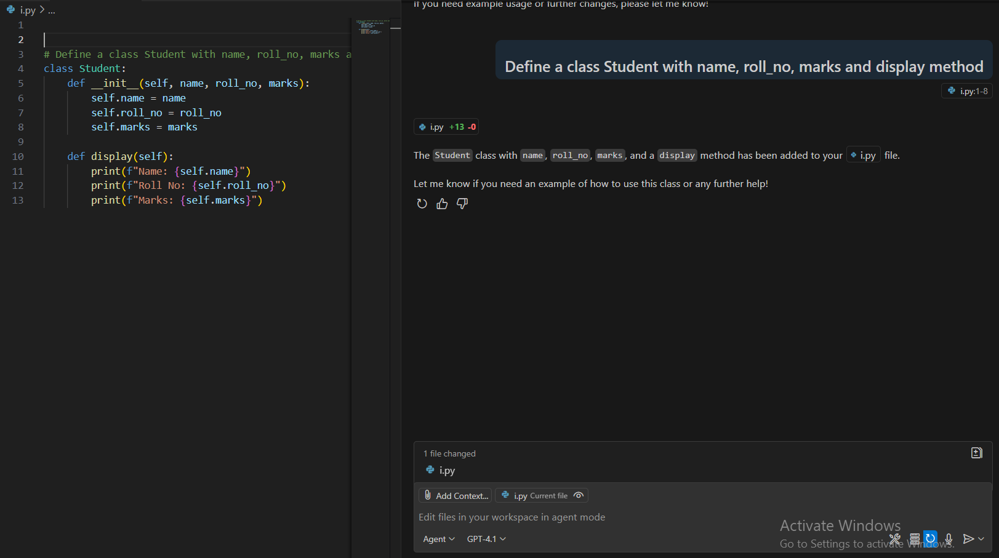 i.py > ...
1
2
3 # Define a class Student with name, roll_no, marks a
4 class Student:
5 def __init__(self, name, roll_no, marks):
6 self.name = name
7 self.roll_no = roll_no
8 self.marks = marks
9
10 def display(self):
11 print(f"Name: {self.name}")
12 print(f"Roll No: {self.roll_no}")
13 print(f"Marks: {self.marks}")
If you need example usage or further changes, please let me know!
Define a class Student with name, roll_no, marks and display method
i.py:1-8
i.py +13 -0
The Student class with name, roll_no, marks, and a display method has been added to your i.py file.
Let me know if you need an example of how to use this class or any further help!
1 file changed
i.py
Add Context... i.py Current file
Edit files in your workspace in agent mode
Agent GPT-4.1
Activate Windows
Go to Settings to activate Windows.